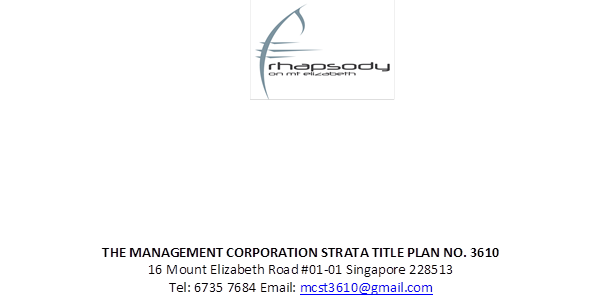 rhapsody
on mt elizabeth
THE MANAGEMENT CORPORATION STRATA TITLE PLAN NO. 3610
16 Mount Elizabeth Road #01-01 Singapore 228513
Tel: 6735 7684 Email: mcst3610@gmail.com